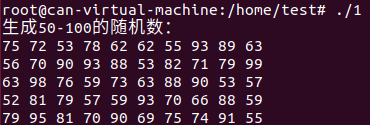 root@can-virtual-machine:/home/test# ./1
生成50-100的随机数：
75 72 53 78 62 62 55 93 89 63
56 70 90 93 88 53 82 71 79 99
63 98 76 59 73 63 88 90 53 57
52 81 79 57 59 93 70 66 88 59
79 95 81 70 90 69 75 74 91 55